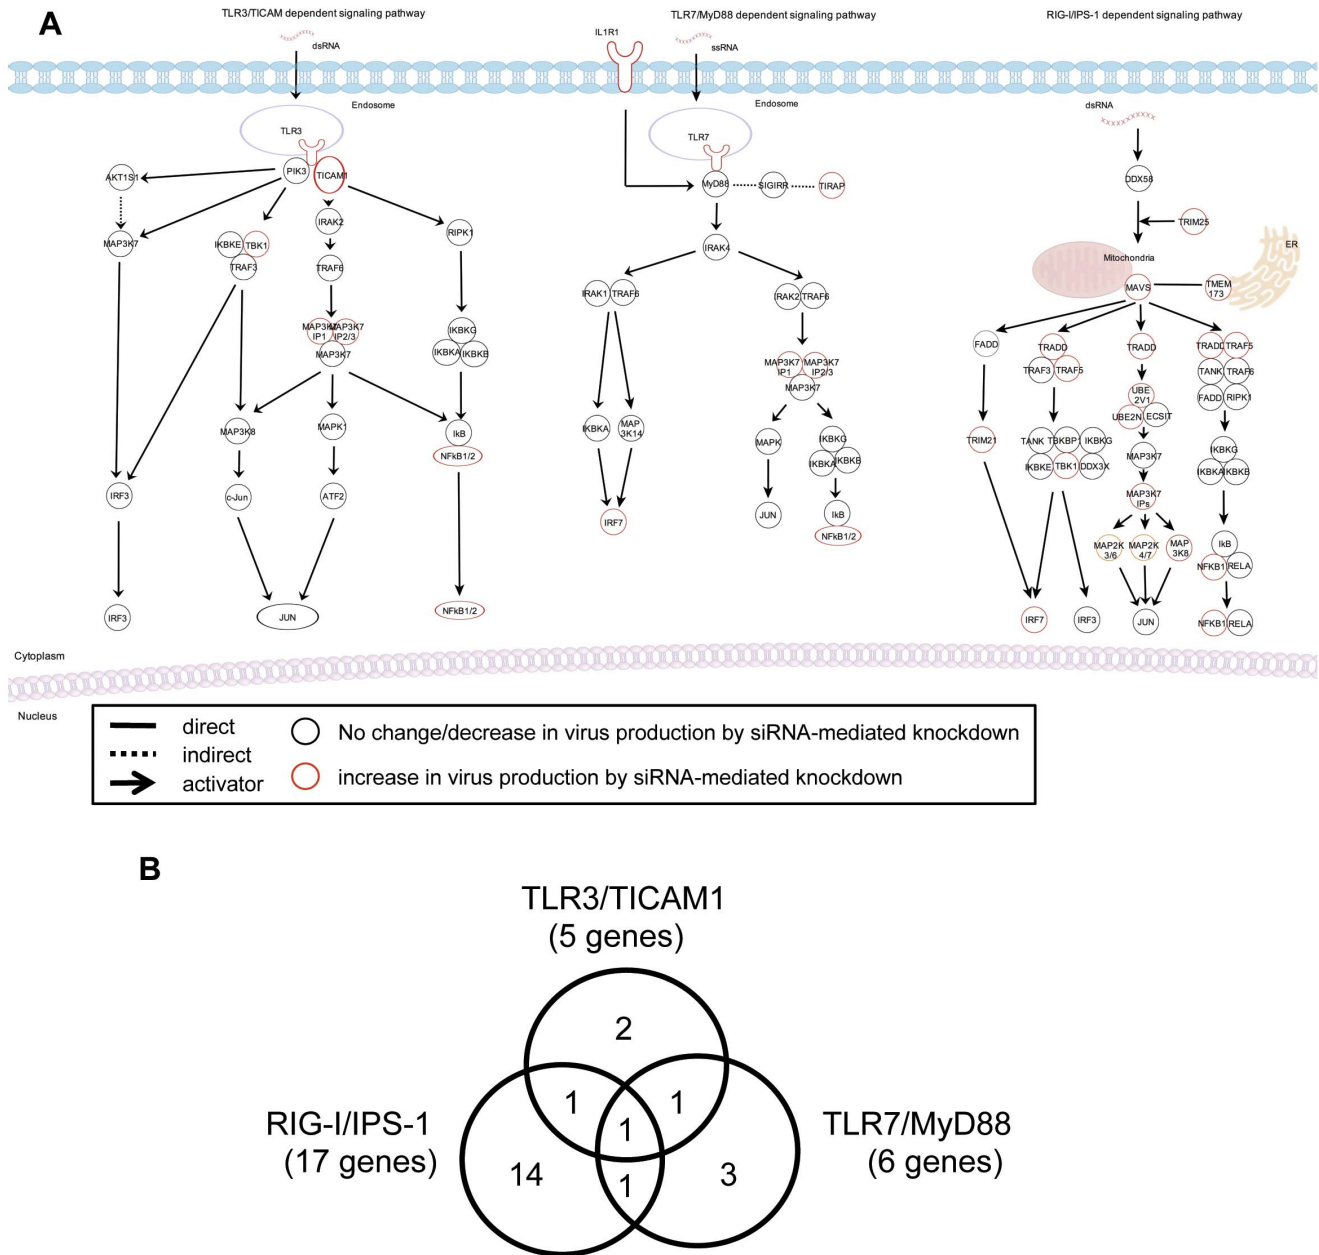 A
TLR3/TICAM dependent signaling pathway
TLR7/MyD88 dependent signaling pathway
RIG-I/IPS-1 dependent signaling pathway
dsRNA
IL1R1
ssRNA
Endosome
Endosome
dsRNA
TLR3
TLR7
PIK3
TICAM1
AKT1S1
MyD88
SIGIRR
TIRAP
DDX58
IRAK2
RIPK1
TRIM25
MAP3K7
IKBKE
TBK1
TRAF3
TRAF6
IRAK4
Mitochondria
ER
MAVS
TMEM
173
IRAK1
TRAF6
IRAK2
TRAF6
MAP3K7
IP1
MAP3K7
IP2/3
MAP3K7
IKBKG
IKBKA
IKBKB
FADD
TRADD
TRAF3
TRAF5
TRADD
TRADD
TRAF5
TANK
TRAF6
FADD
RIPK1
MAP3K7
IP1
MAP3K7
IP2/3
MAP3K7
UBE
2V1
UBE2N
ECSIT
MAP3K8
MAPK1
IkB
NFkB1/2
IKBKA
MAP
3K14
MAPK
IKBKG
IKBKA
IKBKB
TRIM21
TANK
TBKBP1
IKBKG
IKBKE
TBK1
DDX3X
MAP3K7
IKBKG
IKBKA
IKBKB
IRF3
c-Jun
ATF2
IRF7
JUN
IkB
NFkB1/2
MAP3K7
IPs
MAP2K
3/6
MAP2K
4/7
MAP
3K8
IkB
NFKB1
RELA
IRF3
JUN
NFkB1/2
IRF7
IRF3
JUN
NFKB1
RELA
Cytoplasm
Nucleus
direct
indirect
activator
No change/decrease in virus production by siRNA-mediated knockdown
increase in virus production by siRNA-mediated knockdown
B
TLR3/TICAM1
(5 genes)
2
1
1
1
RIG-I/IPS-1
(17 genes)
TLR7/MyD88
(6 genes)
14
1
3